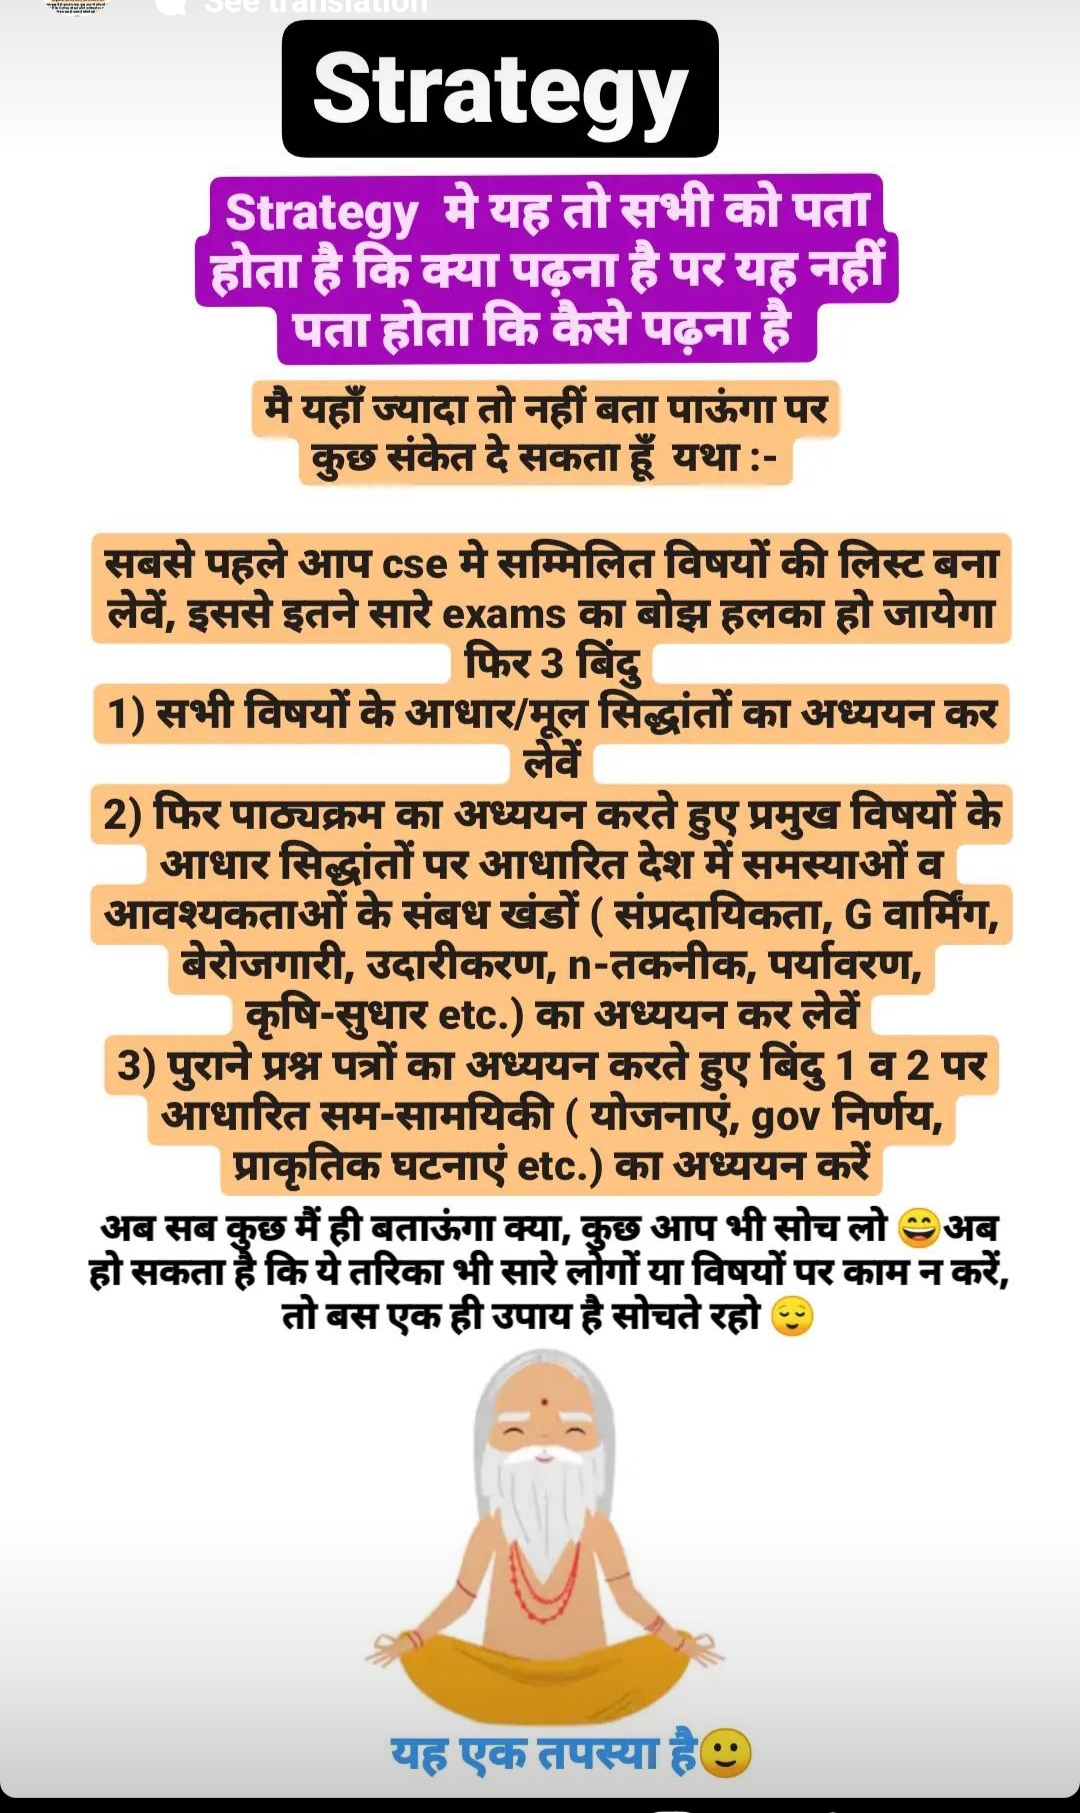 See translation
Strategy
Strategy मे यह तो सभी को पता
होता है कि क्या पढ़ना है पर यह नहीं
पता होता कि कैसे पढ़ना है
मै यहाँ ज्यादा तो नहीं बता पाऊंगा पर
कुछ संकेत दे सकता हूँ यथा :-
सबसे पहले आप cse मे सम्मिलित विषयों की लिस्ट बना
लेवें, इससे इतने सारे exams का बोझ हलका हो जायेगा
फिर 3 बिंदु
1) सभी विषयों के आधार/मूल सिद्धांतों का अध्ययन कर
लेवें
2) फिर पाठ्यक्रम का अध्ययन करते हुए प्रमुख विषयों के
आधार सिद्धांतों पर आधारित देश में समस्याओं व
आवश्यकताओं के संबध खंडों ( संप्रदायिकता, G वार्मिंग,
बेरोजगारी, उदारीकरण, n-तकनीक, पर्यावरण,
कृषि-सुधार etc.) का अध्ययन कर लेवें
3) पुराने प्रश्न पत्रों का अध्ययन करते हुए बिंदु 1 व 2 पर
आधारित सम-सामयिकी ( योजनाएं, gov निर्णय,
प्राकृतिक घटनाएं etc.) का अध्ययन करें
अब सब कुछ मैं ही बताऊंगा क्या, कुछ आप भी सोच लो 😄अब
हो सकता है कि ये तरिका भी सारे लोगों या विषयों पर काम न करें,
तो बस एक ही उपाय है सोचते रहो 😌
यह एक तपस्या है🙂